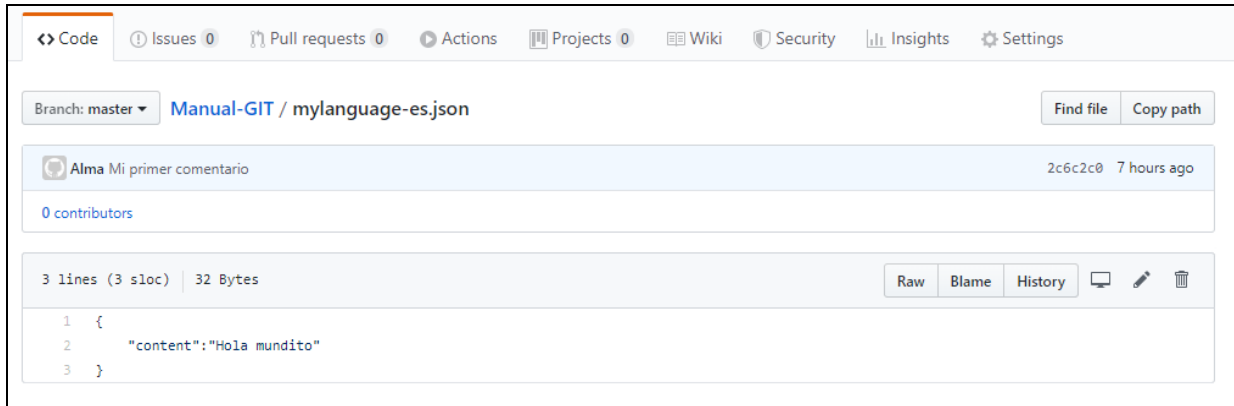 Code Issues 0 Pull requests 0 Actions Projects 0 Wiki Security Insights Settings
Branch: master Manual-GIT / mylanguage-es.json Find file Copy path
Alma Mi primer comentario 2c6c2c0 7 hours ago
0 contributors
3 lines (3 sloc) 32 Bytes Raw Blame History
1 {
2 "content":"Hola mundito"
3 }